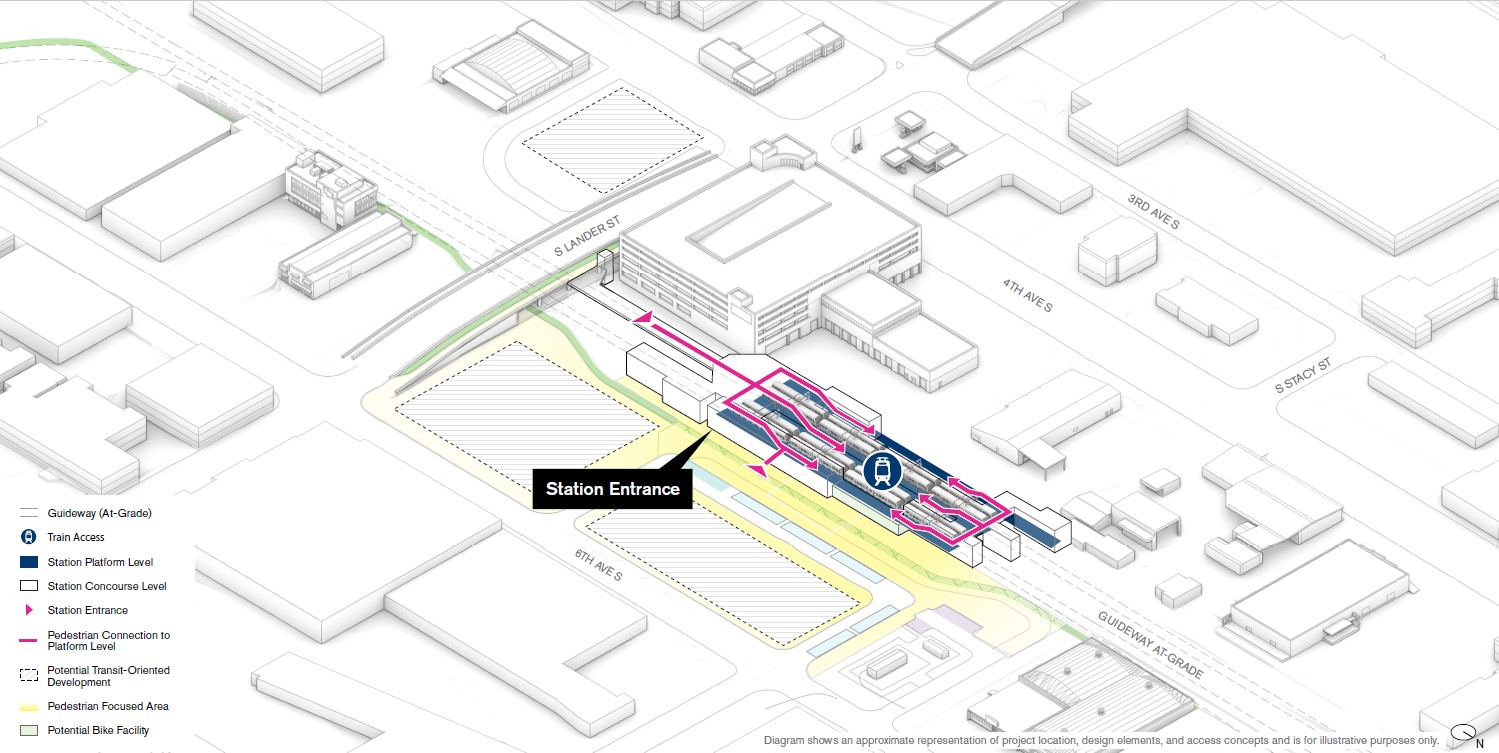 S LANDER ST
3RD AVE S
4TH AVE S
S STACY ST
Station Entrance
6TH AVE S
GUIDEWAY AT-GRADE
Guideway (At-Grade)
Train Access
Station Platform Level
Station Concourse Level
Station Entrance
Pedestrian Connection to
Platform Level
Potential Transit-Oriented
Development
Pedestrian Focused Area
Potential Bike Facility
Diagram shows an approximate representation of project location, design elements, and access concepts and is for illustrative purposes only.
N